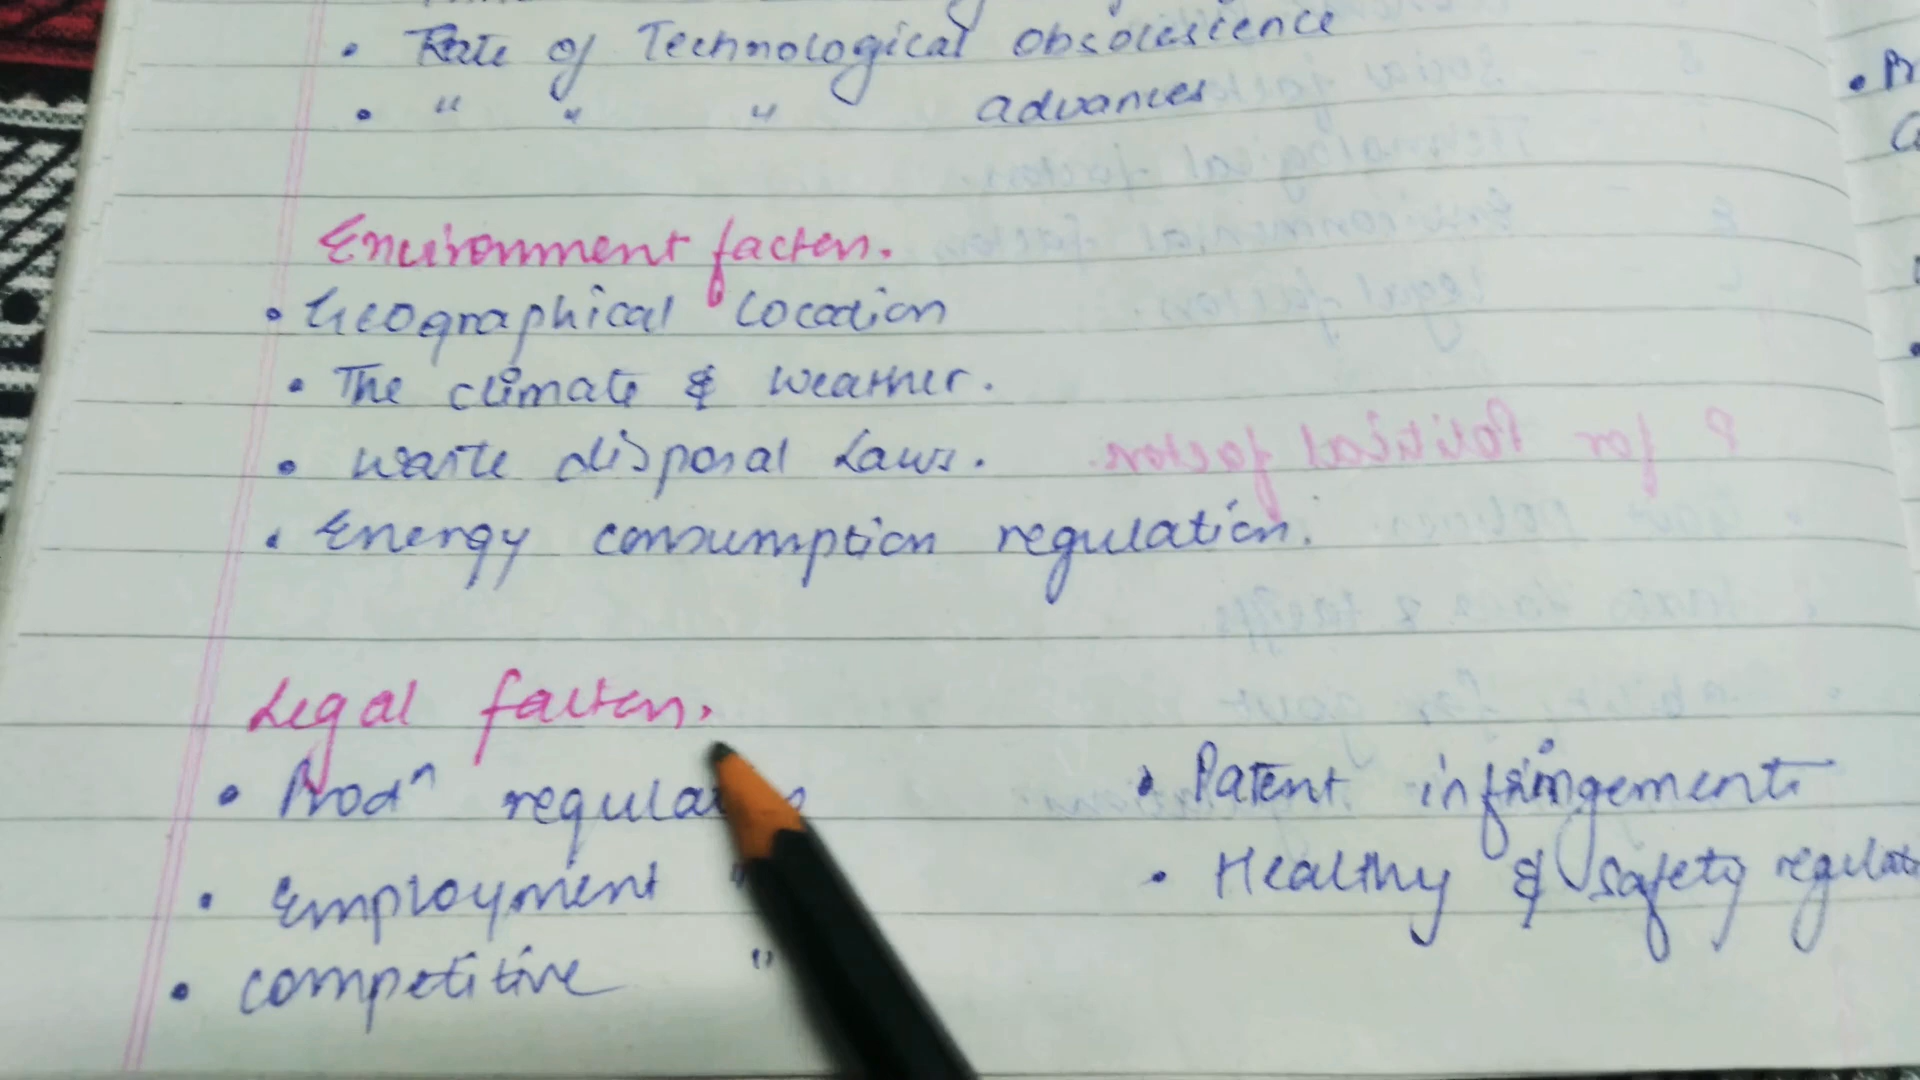 • Rate of Technological obsolescience
• " " " advances
Environment factors.
• Geographical Location
• The climate & weather.
• Waste disposal Laws.
• Energy consumption regulation.
Legal factors.
• Prodⁿ
• Employment "
• competitive "
• Patent infringements
• Healthy & safety